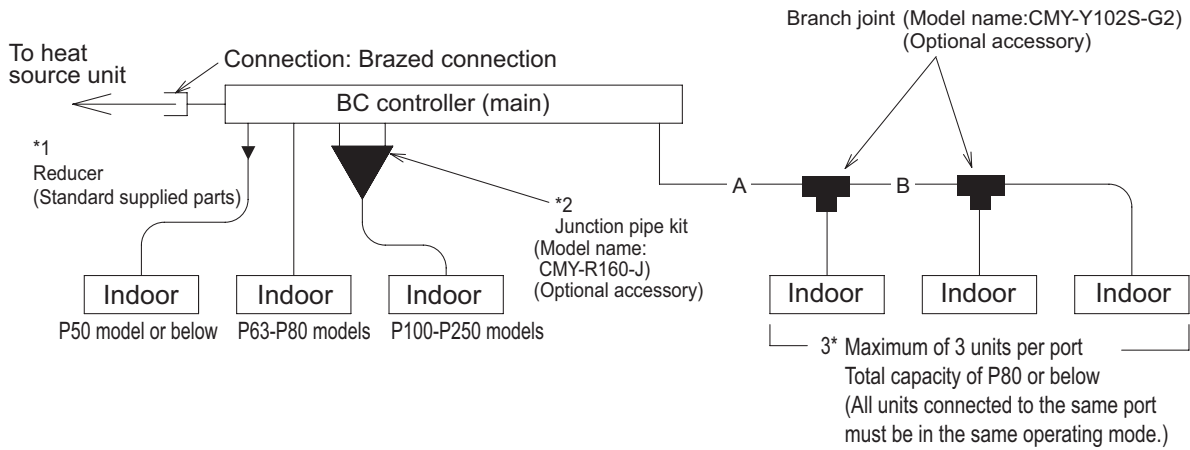 Branch joint (Model name:CMY-Y102S-G2)
(Optional accessory)
To heat
source unit
Connection: Brazed connection
BC controller (main)
*1
Reducer
(Standard supplied parts)
*2
Junction pipe kit
(Model name:
CMY-R160-J)
(Optional accessory)
A
B
Indoor
Indoor
Indoor
Indoor
Indoor
Indoor
P50 model or below
P63-P80 models
P100-P250 models
3* Maximum of 3 units per port
Total capacity of P80 or below
(All units connected to the same port
must be in the same operating mode.)